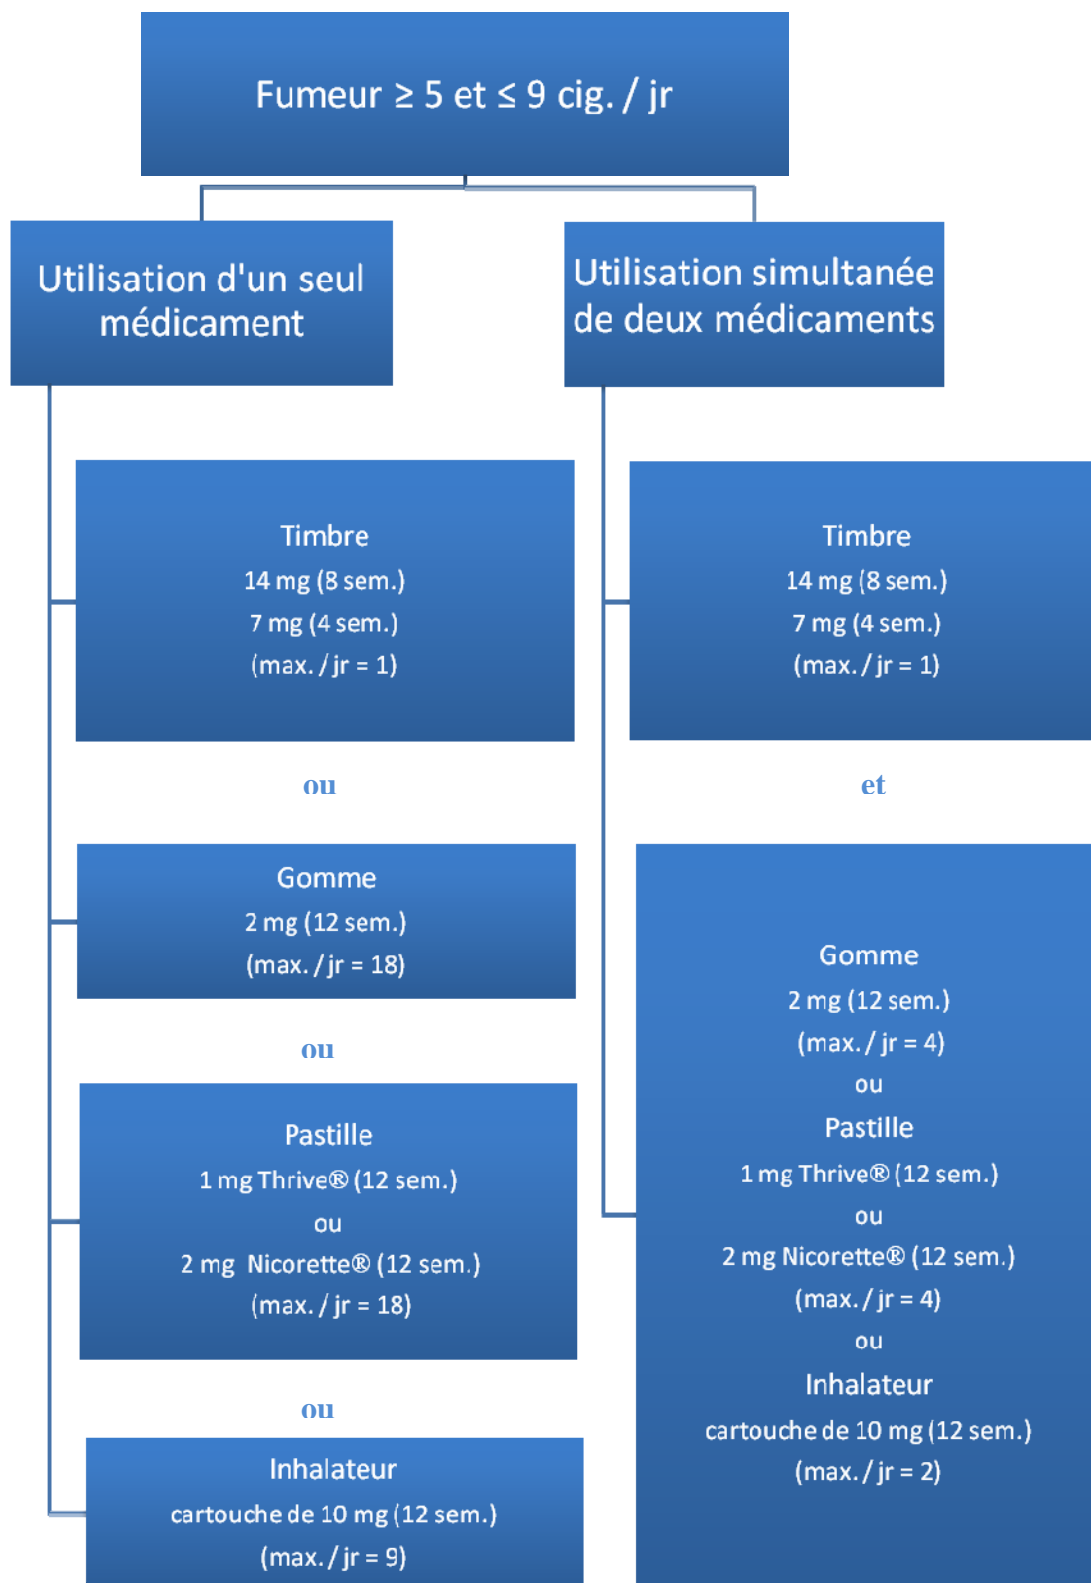 Fumeur ≥ 5 et ≤ 9 cig. / jr
Utilisation d'un seul
médicament
Timbre
14 mg (8 sem.)
7 mg (4 sem.)
(max. / jr = 1)
ou
Gomme
2 mg (12 sem.)
(max. / jr = 18)
ou
Pastille
1 mg Thrive® (12 sem.)
ou
2 mg Nicorette® (12 sem.)
(max. / jr = 18)
ou
Inhalateur
cartouche de 10 mg (12 sem.)
(max. / jr = 9)
Utilisation simultanée
de deux médicaments
Timbre
14 mg (8 sem.)
7 mg (4 sem.)
(max. / jr = 1)
et
Gomme
2 mg (12 sem.)
(max. / jr = 4)
ou
Pastille
1 mg Thrive® (12 sem.)
ou
2 mg Nicorette® (12 sem.)
(max. / jr = 4)
ou
Inhalateur
cartouche de 10 mg (12 sem.)
(max. / jr = 2)